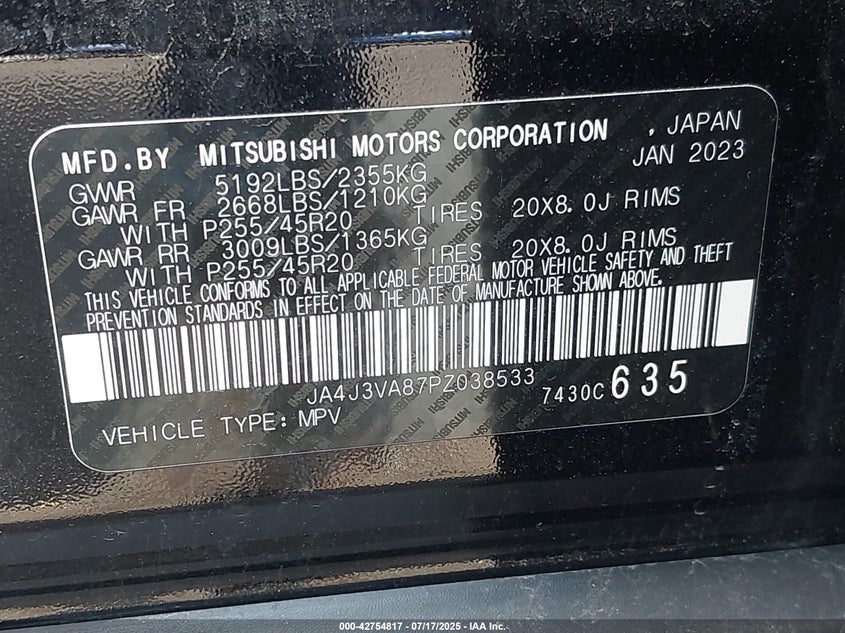 MFD.BY MITSUBISHI MOTORS CORPORATION , JAPAN
JAN 2023
GVWR 5192LBS/2355KG
GAWR FR 2668LBS/1210KG
WITH P255/45R20 TIRES 20X8.0J RIMS
GAWR RR 3009LBS/1365KG
WITH P255/45R20 TIRES 20X8.0J RIMS
THIS VEHICLE CONFORMS TO ALL APPLICABLE FEDERAL MOTOR VEHICLE SAFETY AND THEFT
PREVENTION STANDARDS IN EFFECT ON THE DATE OF MANUFACTURE SHOWN ABOVE.
JA4J3VA87PZ038533 7430C 635
VEHICLE TYPE: MPV
000-42754817 - 07/17/2025 - IAA Inc.